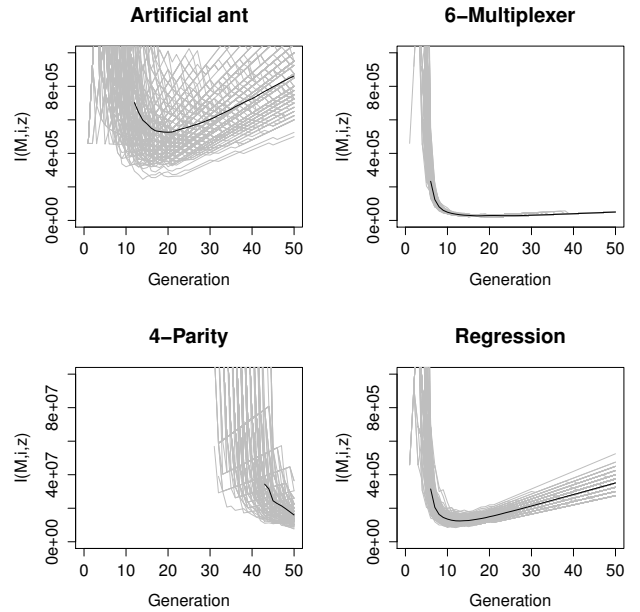 Artificial ant
I(M,i,z)
0e+00
4e+05
8e+05
0 10 20 30 40 50
Generation
6−Multiplexer
I(M,i,z)
0e+00
4e+05
8e+05
0 10 20 30 40 50
Generation
4−Parity
I(M,i,z)
0e+00
4e+07
8e+07
0 10 20 30 40 50
Generation
Regression
I(M,i,z)
0e+00
4e+05
8e+05
0 10 20 30 40 50
Generation